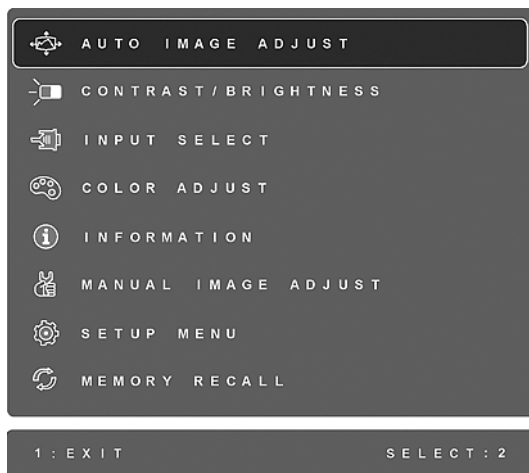 AUTO IMAGE ADJUST
CONTRAST/BRIGHTNESS
INPUT SELECT
COLOR ADJUST
INFORMATION
MANUAL IMAGE ADJUST
SETUP MENU
MEMORY RECALL
1:EXIT SELECT:2